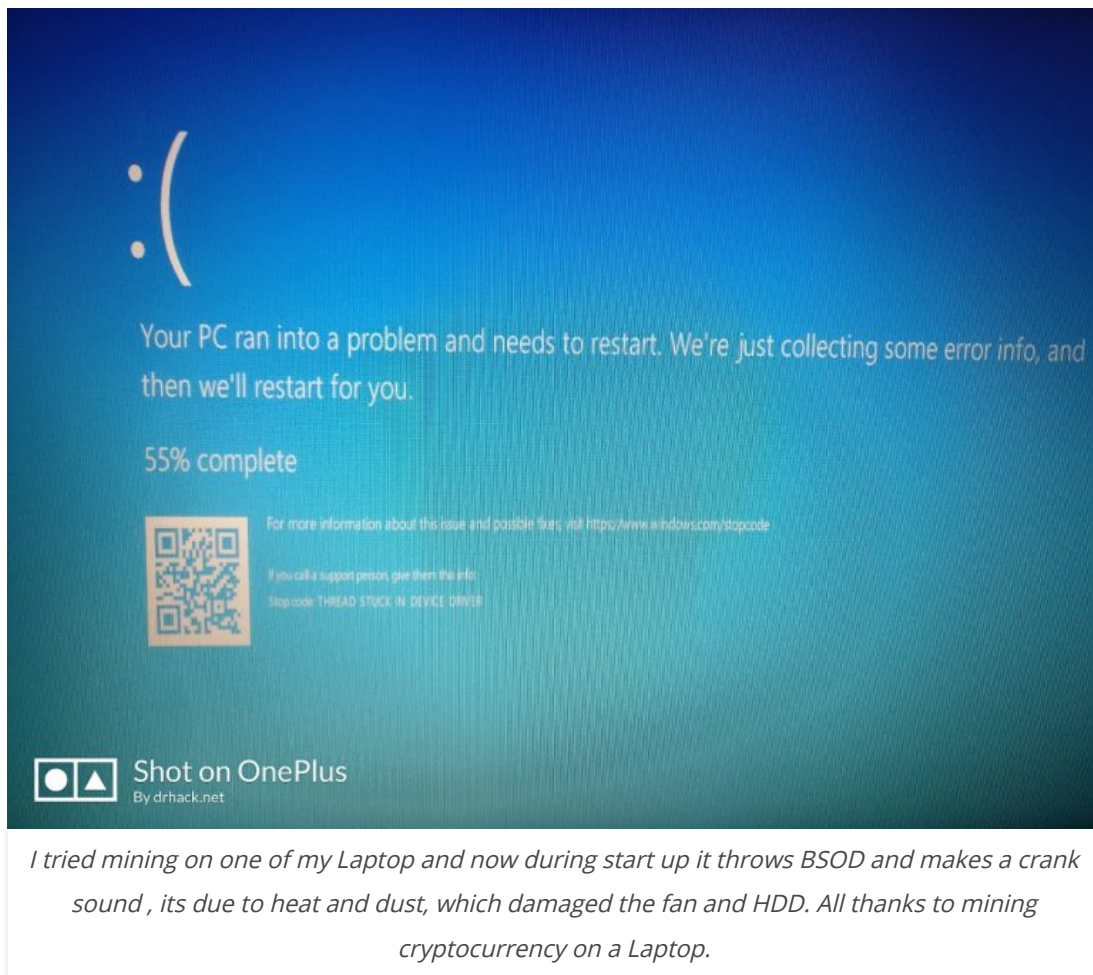 :(
Your PC ran into a problem and needs to restart. We're just collecting some error info, and
then we'll restart for you.
55% complete
For more information about this issue and possible fixes, visit https://www.windows.com/stopcode
If you call a support person, give them this info:
Stop code: THREAD STUCK IN DEVICE DRIVER
Shot on OnePlus
By drhack.net
I tried mining on one of my Laptop and now during start up it throws BSOD and makes a crank
sound , its due to heat and dust, which damaged the fan and HDD. All thanks to mining
cryptocurrency on a Laptop.